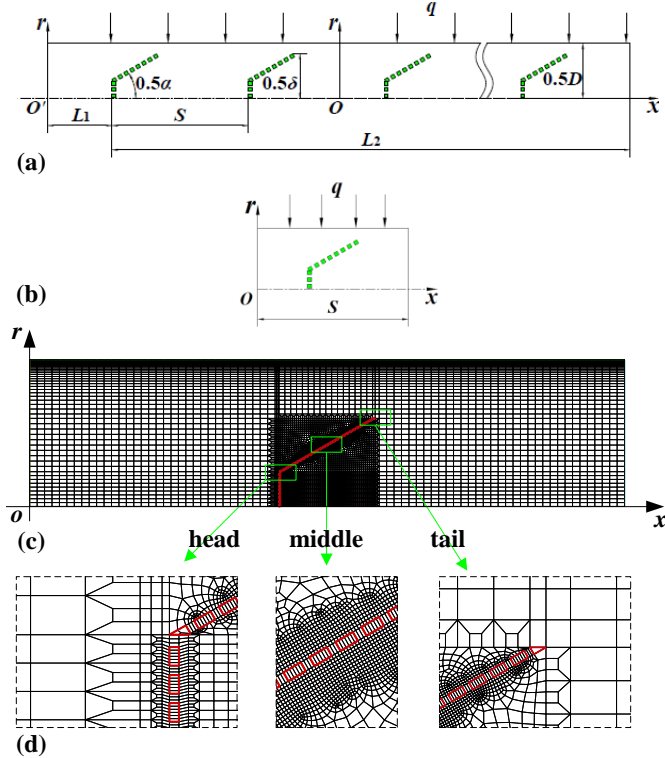 r
q
0.5α
0.5δ
0.5D
O'
O
x
L1
S
L2
(a)
q
r
(b)
O
S
x
r
o
x
(c)
head
middle
tail
(d)